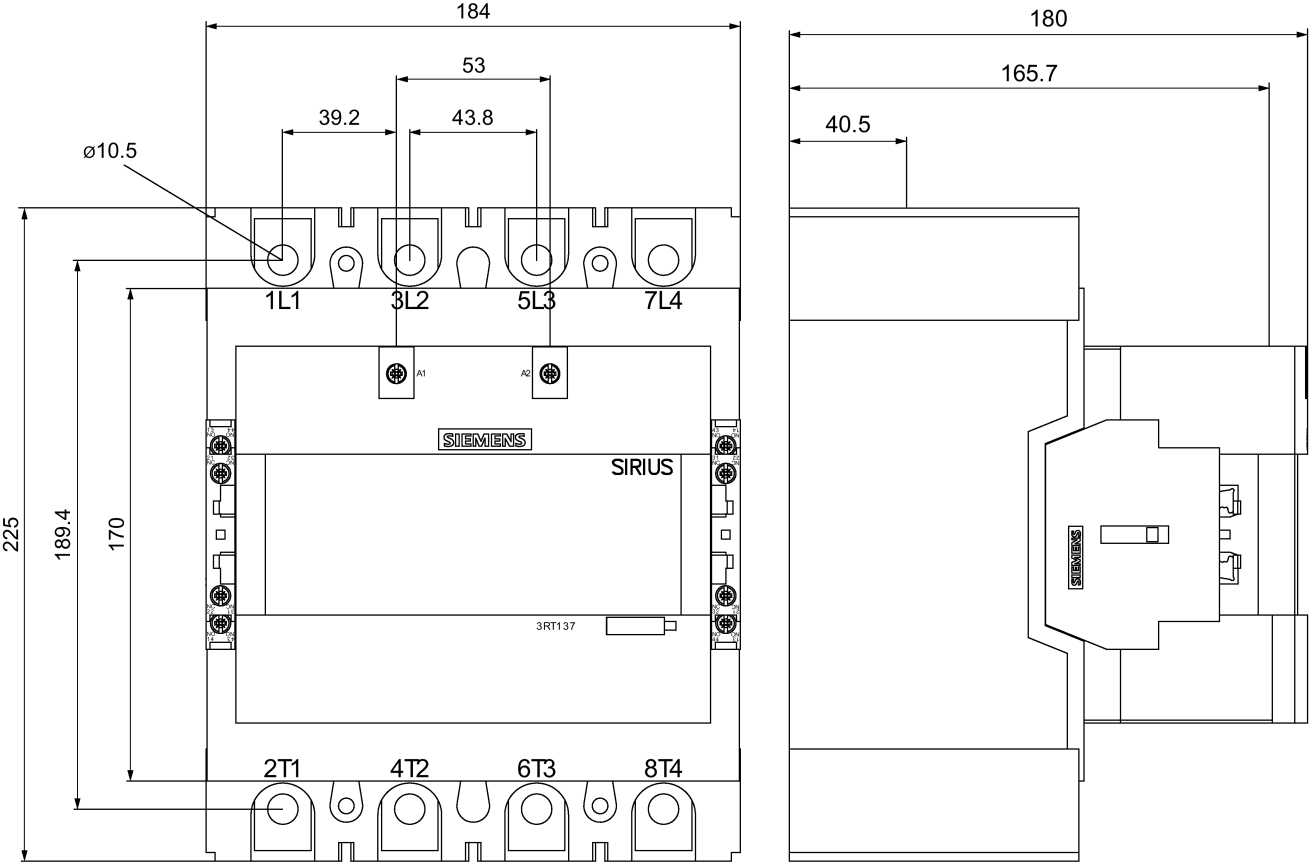 184
180
53
165.7
39.2
43.8
40.5
ø10.5
1L1
3L2
5L3
7L4
A1
A2
SIEMENS
SIRIUS
225
189.4
170
SIEMENS
3RT137
2T1
4T2
6T3
8T4